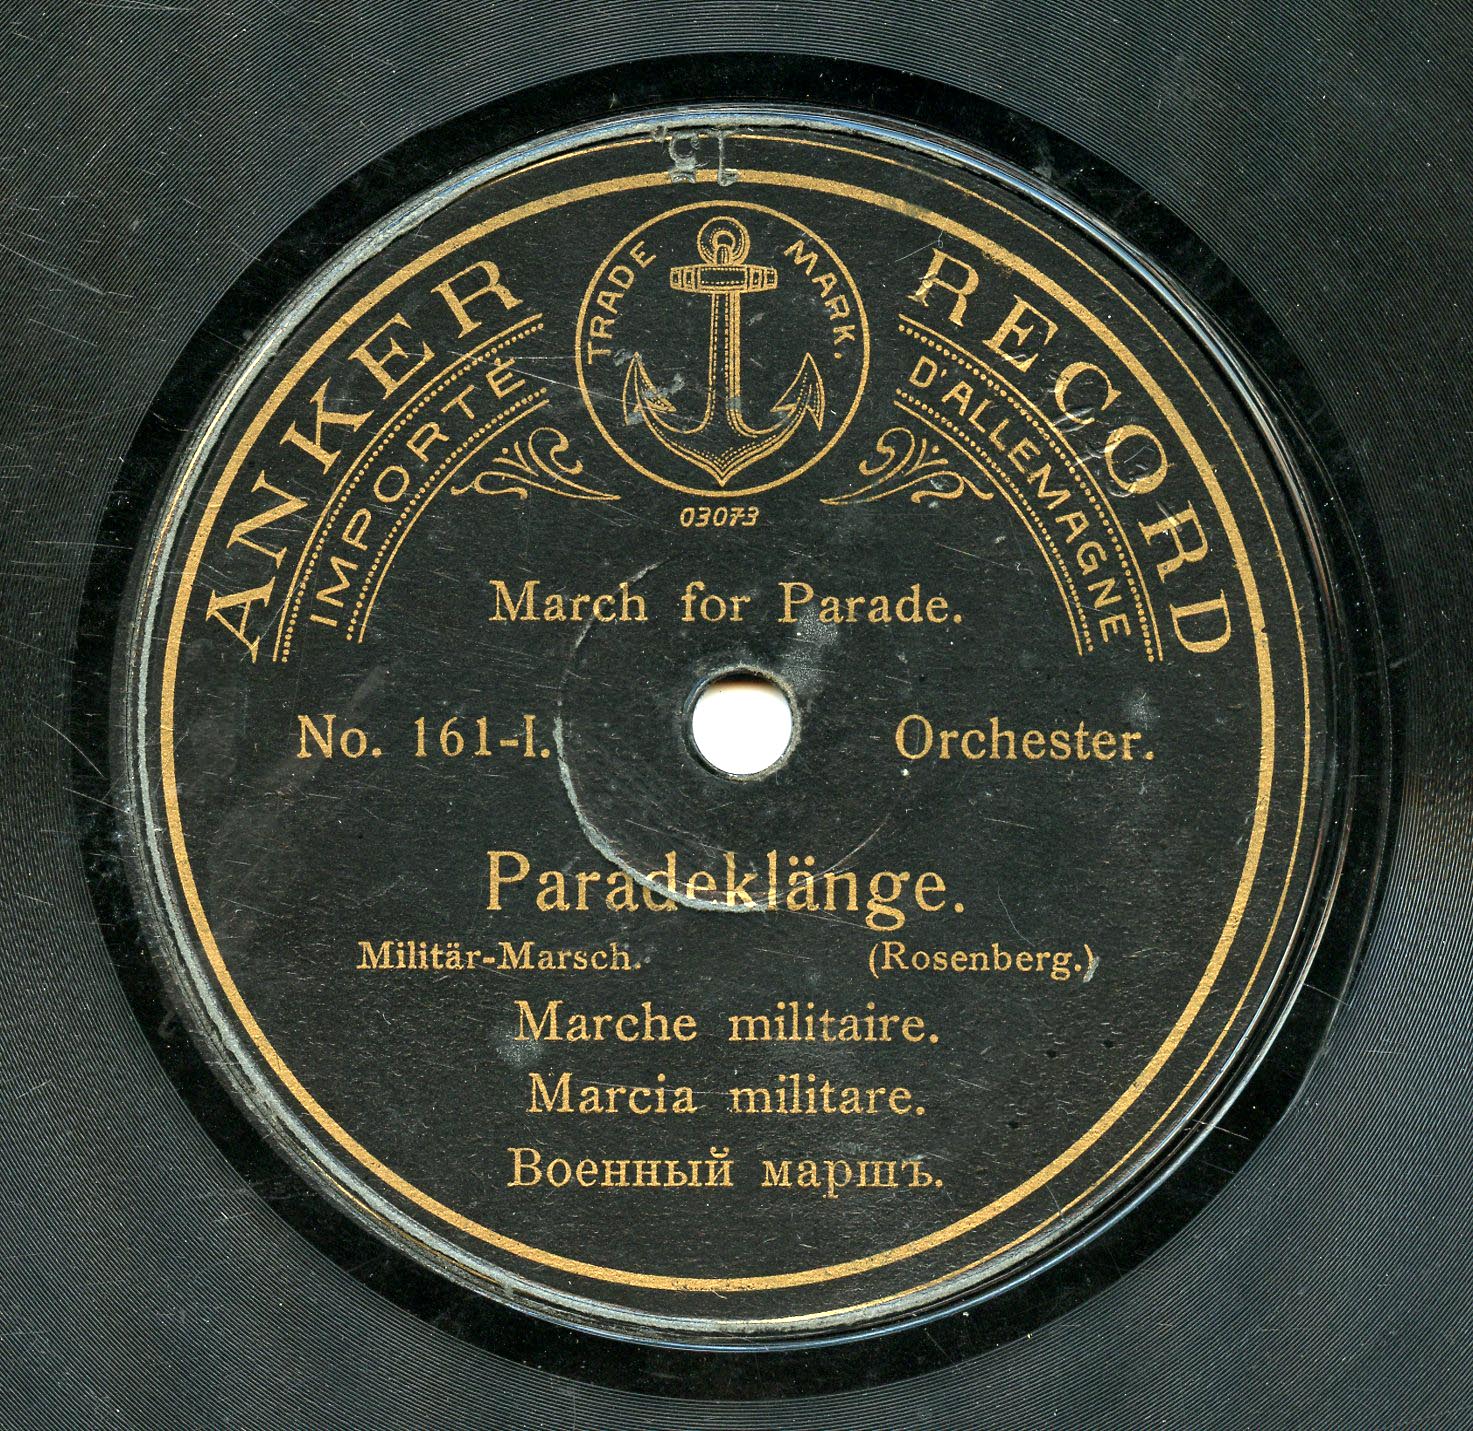 ANKER RECORD
IMPORTÉ D'ALLEMAGNE
TRADE MARK.
03073
March for Parade.
No. 161-I. Orchester.
Paradeklänge.
Militär-Marsch. (Rosenberg.)
Marche militaire.
Marcia militare.
Военный маршъ.